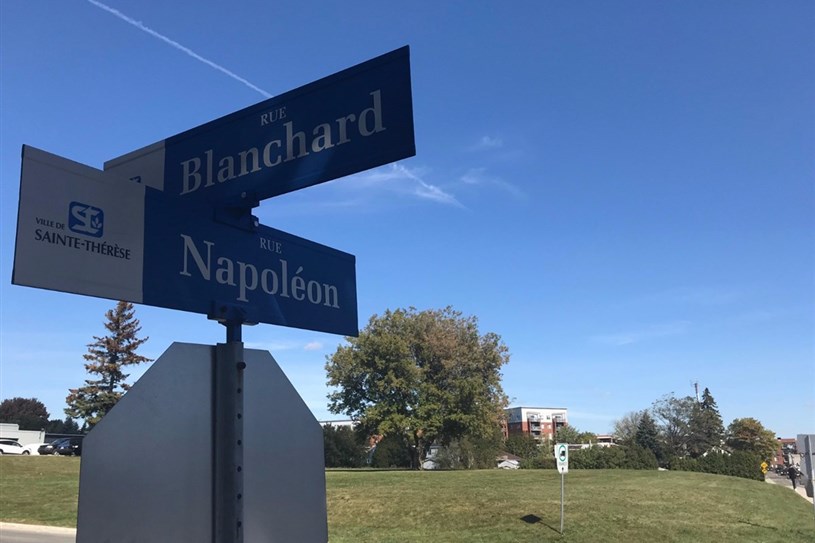 RUE
Blanchard
VILLE DE
SAINTE-THÉRÈSE
RUE
Napoléon